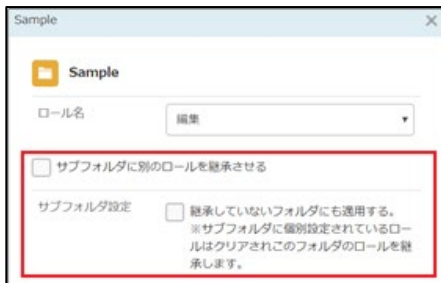 Sample
Sample
ロール名
編集
サブフォルダに別のロールを継承させる
サブフォルダ設定
継承していないフォルダにも適用する。
※サブフォルダに個別設定されているロー
ルはクリアされこのフォルダのロールを継
承します。